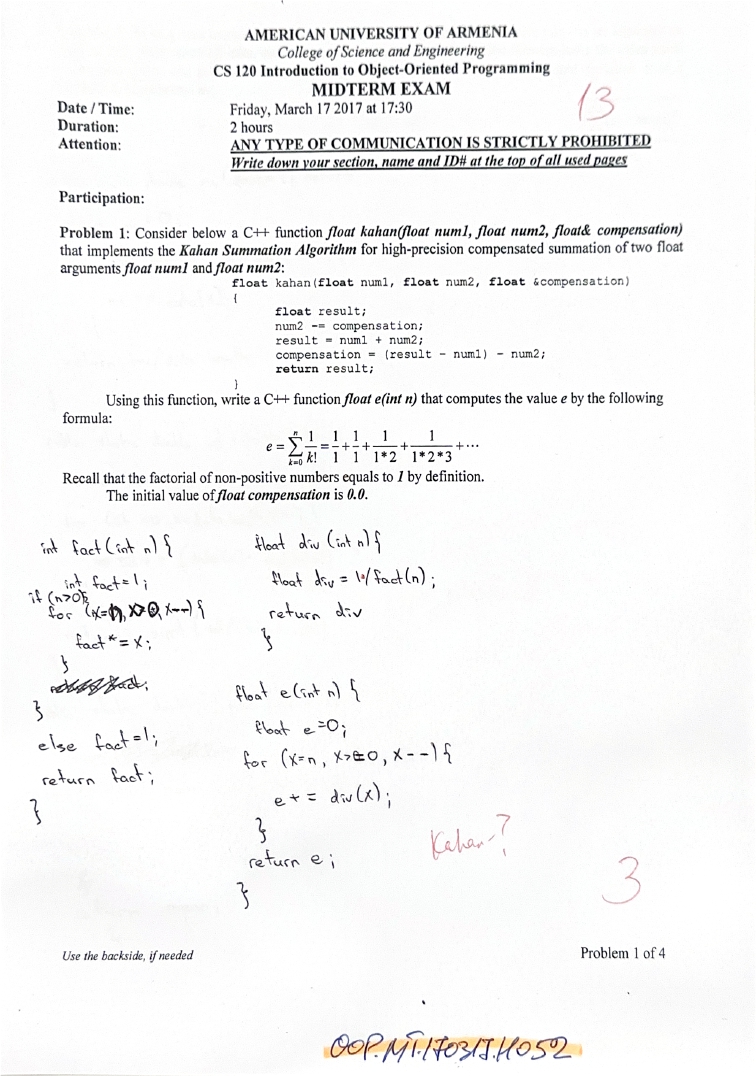 AMERICAN UNIVERSITY OF ARMENIA
College of Science and Engineering
CS 120 Introduction to Object-Oriented Programming
MIDTERM EXAM
13
Date / Time: Friday, March 17 2017 at 17:30
Duration: 2 hours
Attention: ANY TYPE OF COMMUNICATION IS STRICTLY PROHIBITED
Write down your section, name and ID# at the top of all used pages
Participation:
Problem 1: Consider below a C++ function float kahan(float num1, float num2, float& compensation)
that implements the Kahan Summation Algorithm for high-precision compensated summation of two float
arguments float num1 and float num2:
float kahan(float num1, float num2, float &compensation)
{
float result;
num2 -= compensation;
result = num1 + num2;
compensation = (result - num1) - num2;
return result;
}
Using this function, write a C++ function float e(int n) that computes the value e by the following
formula:
e = \sum_{k=0}^{n} \frac{1}{k!} = \frac{1}{1} + \frac{1}{1} + \frac{1}{1*2} + \frac{1}{1*2*3} + ⋯
Recall that the factorial of non-positive numbers equals to 1 by definition.
The initial value of float compensation is 0.0.
int fact (int n) {
int fact=1;
if (n>0){
for (x=n, x>0, x--) {
fact *= x;
}
}
else fact=1;
return fact;
}
float div (int n) {
float div = 1./fact(n);
return div
}
float e(int n) {
float e=0;
for (x=n, x>=0, x--) {
e += div(x);
}
return e;
}
Kahan-?
3
Use the backside, if needed
Problem 1 of 4